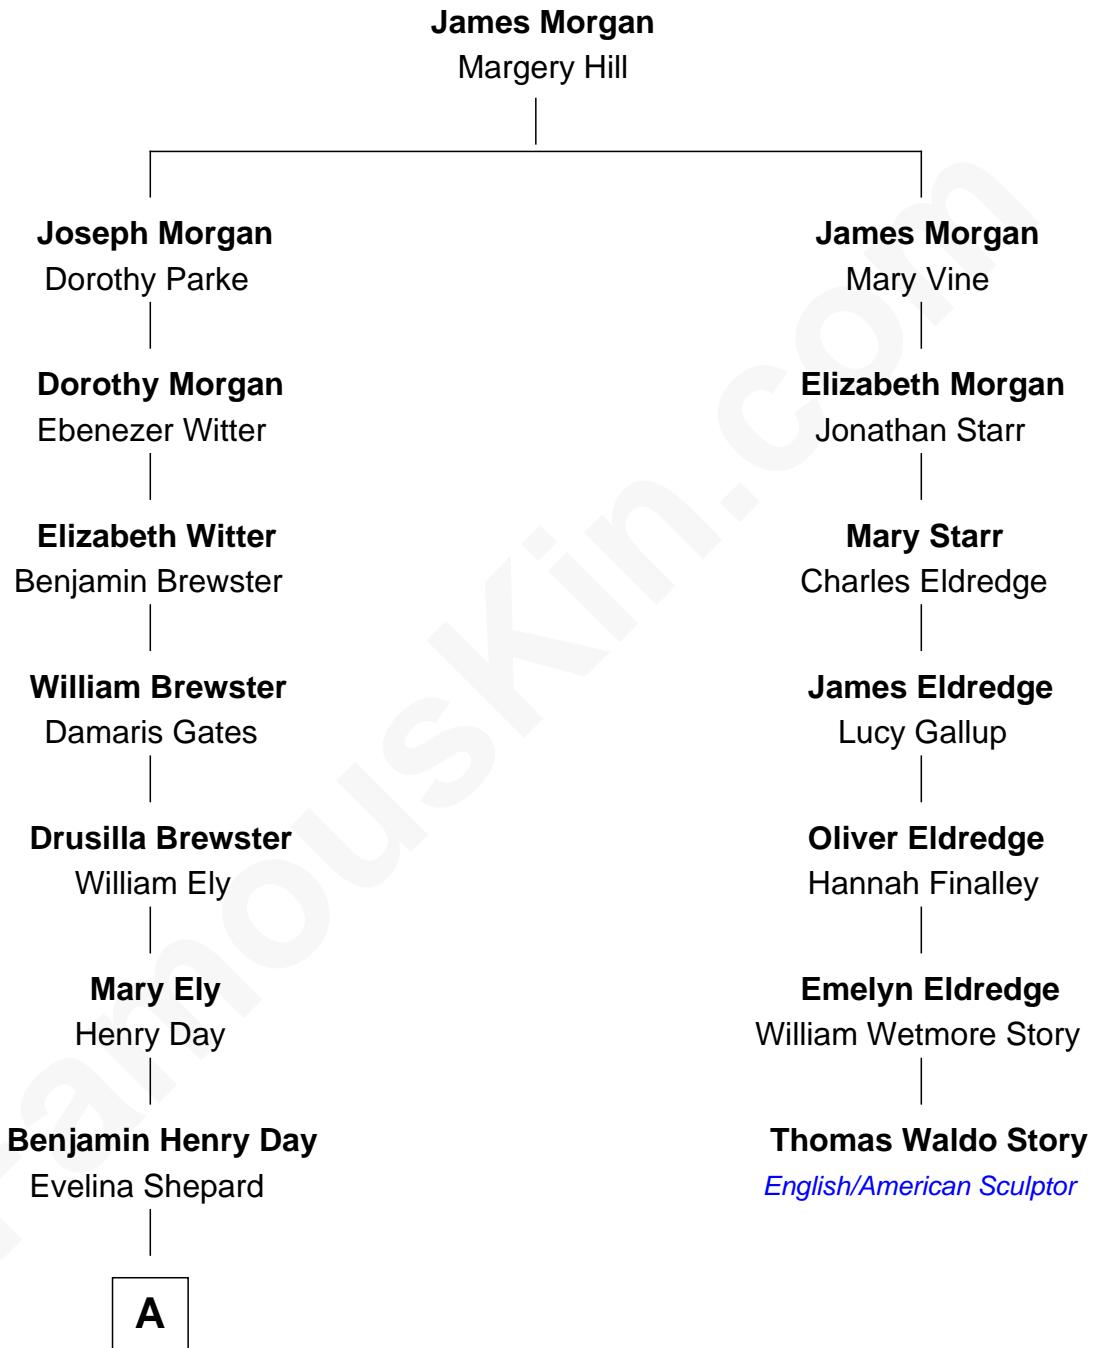 James Morgan
Margery Hill
Joseph Morgan
Dorothy Parke
James Morgan
Mary Vine
Dorothy Morgan
Ebenezer Witter
Elizabeth Morgan
Jonathan Starr
Elizabeth Witter
Benjamin Brewster
Mary Starr
Charles Eldredge
William Brewster
Damaris Gates
James Eldredge
Lucy Gallup
Drusilla Brewster
William Ely
Oliver Eldredge
Hannah Finalley
Mary Ely
Henry Day
Emelyn Eldredge
William Wetmore Story
Benjamin Henry Day
Evelina Shepard
Thomas Waldo Story
English/American Sculptor
A
FamousKin.com